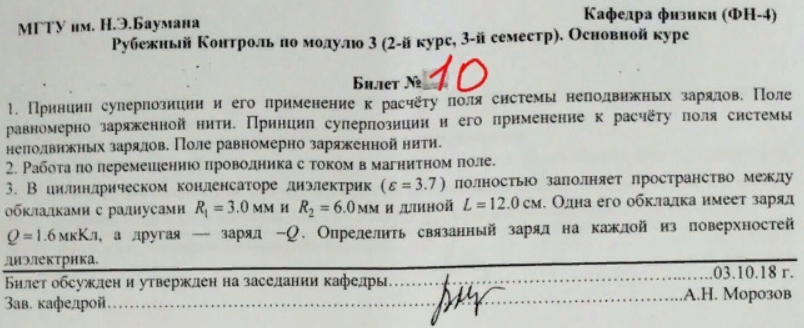 МГТУ им. Н.Э.Баумана
Кафедра физики (ФН-4)
Рубежный Контроль по модулю 3 (2-й курс, 3-й семестр). Основной курс
Билет № 10
1. Принцип суперпозиции и его применение к расчёту поля системы неподвижных зарядов. Поле
равномерно заряженной нити. Принцип суперпозиции и его применение к расчёту поля системы
неподвижных зарядов. Поле равномерно заряженной нити.
2. Работа по перемещению проводника с током в магнитном поле.
3. В цилиндрическом конденсаторе диэлектрик (ε = 3.7) полностью заполняет пространство между
обкладками с радиусами R₁ = 3.0 мм и R₂ = 6.0 мм и длиной L = 12.0 см. Одна его обкладка имеет заряд
Q = 1.6 мкКл, а другая — заряд −Q. Определить связанный заряд на каждой из поверхностей
диэлектрика.
Билет обсужден и утвержден на заседании кафедры.......................................03.10.18 г.
Зав. кафедрой.......................................А.Н. Морозов